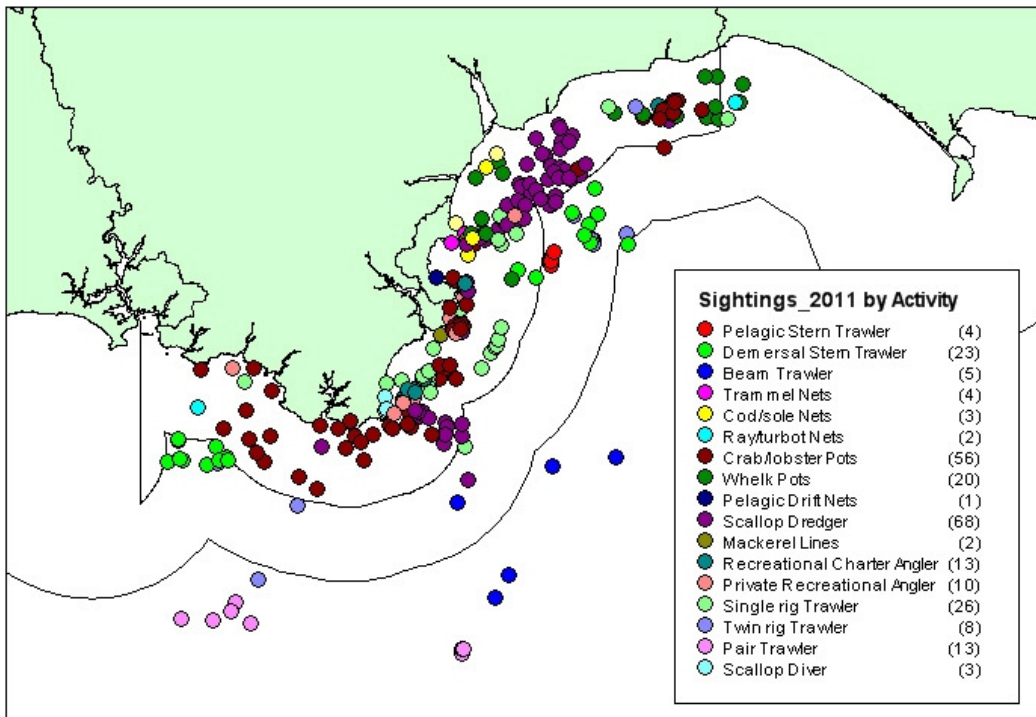 Sightings_2011 by Activity
Pelagic Stern Trawler (4)
Demersal Stern Trawler (23)
Beam Trawler (5)
Trammel Nets (4)
Cod/sole Nets (3)
Ray/turbot Nets (2)
Crab/lobster Pots (56)
Whelk Pots (20)
Pelagic Drift Nets (1)
Scallop Dredger (68)
Mackerel Lines (2)
Recreational Charter Angler (13)
Private Recreational Angler (10)
Single rig Trawler (26)
Twin rig Trawler (8)
Pair Trawler (13)
Scallop Diver (3)